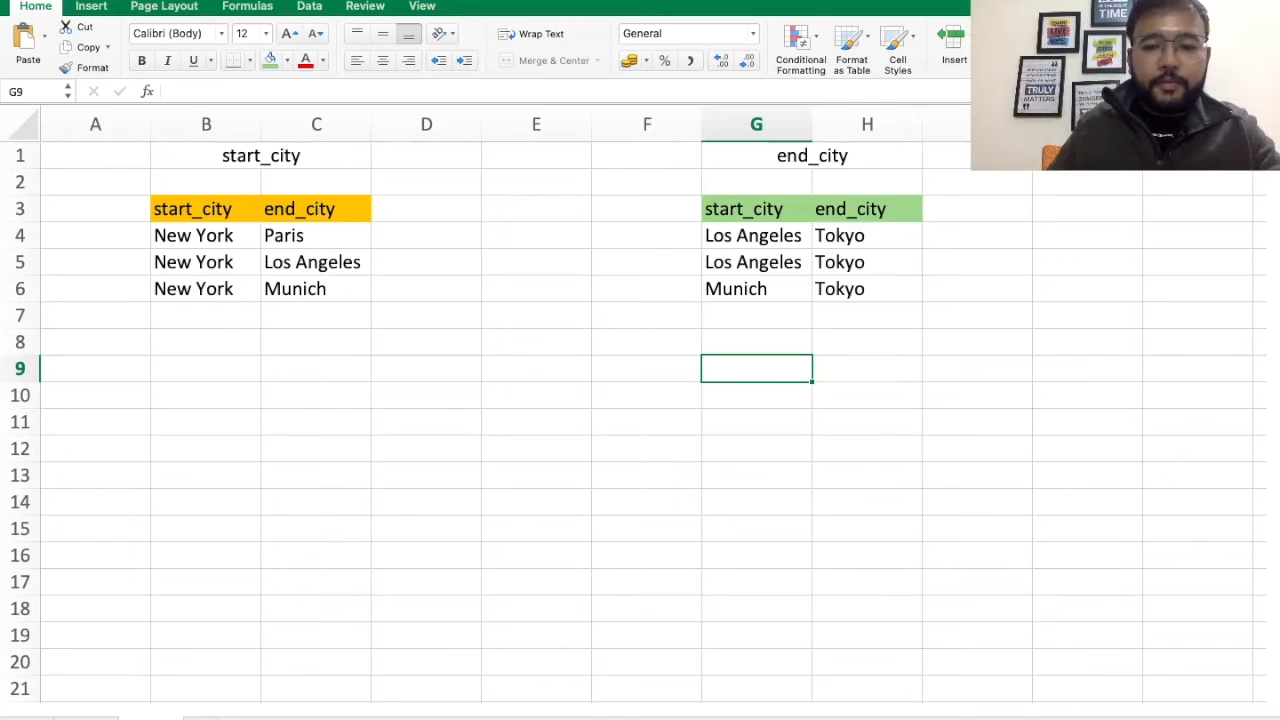 Home Insert Page Layout Formulas Data Review View
Paste
Cut
Copy
Format
Calibri (Body) 12 A A
B I U A
Wrap Text
Merge & Center
General
%
Conditional Formatting
Format as Table
Cell Styles
Insert
G9 fx
A B C D E F G H
1 start_city end_city
2
3 start_city end_city start_city end_city
4 New York Paris Los Angeles Tokyo
5 New York Los Angeles Los Angeles Tokyo
6 New York Munich Munich Tokyo
7
8
9
10
11
12
13
14
15
16
17
18
19
20
21
TIME
TRULY
MATTERS